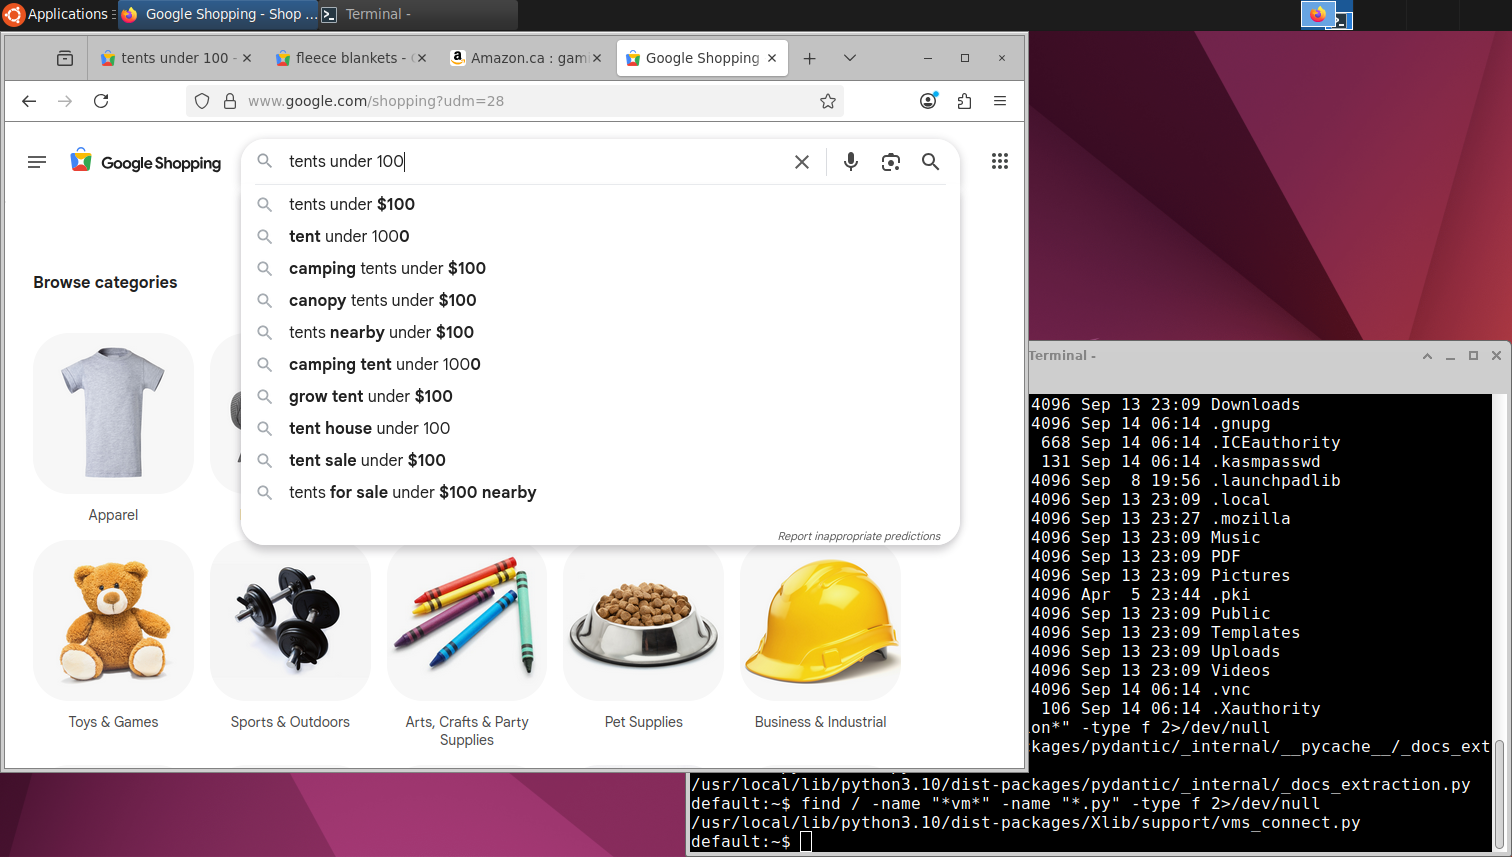 Applications
Google Shopping - Shop ...
Terminal -
tents under 100 -
fleece blankets - G
Amazon.ca : gam
Google Shopping
www.google.com/shopping?udm=28
Google Shopping
tents under 100
tents under $100
tent under 1000
camping tents under $100
canopy tents under $100
tents nearby under $100
camping tent under 1000
grow tent under $100
tent house under 100
tent sale under $100
tents for sale under $100 nearby
Report inappropriate predictions
Browse categories
Apparel
Toys & Games
Sports & Outdoors
Arts, Crafts & Party
Supplies
Pet Supplies
Business & Industrial
Terminal -
4096 Sep 13 23:09 Downloads
4096 Sep 14 06:14 .gnupg
668 Sep 14 06:14 .ICEauthority
131 Sep 14 06:14 .kasmpasswd
4096 Sep  8 19:56 .launchpadlib
4096 Sep 13 23:09 .local
4096 Sep 13 23:27 .mozilla
4096 Sep 13 23:09 Music
4096 Sep 13 23:09 PDF
4096 Sep 13 23:09 Pictures
4096 Apr  5 23:44 .pki
4096 Sep 13 23:09 Public
4096 Sep 13 23:09 Templates
4096 Sep 13 23:09 Uploads
4096 Sep 13 23:09 Videos
4096 Sep 14 06:14 .vnc
106 Sep 14 06:14 .Xauthority
on*" -type f 2>/dev/null
kages/pydantic/_internal/__pycache__/_docs_ext
/usr/local/lib/python3.10/dist-packages/pydantic/_internal/_docs_extraction.py
default:~$ find / -name "*vm*" -name "*.py" -type f 2>/dev/null
/usr/local/lib/python3.10/dist-packages/Xlib/support/vms_connect.py
default:~$